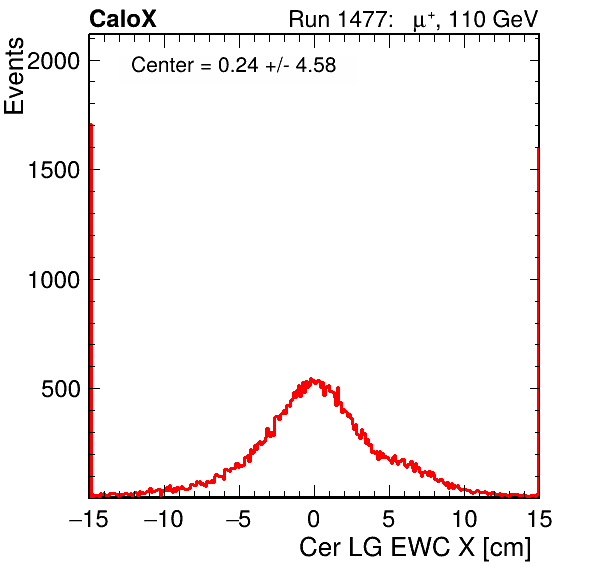 CaloX Run 1477: μ⁺, 110 GeV
Center = 0.24 +/- 4.58
Events
2000
1500
1000
500
−15 −10 −5 0 5 10 15
Cer LG EWC X [cm]